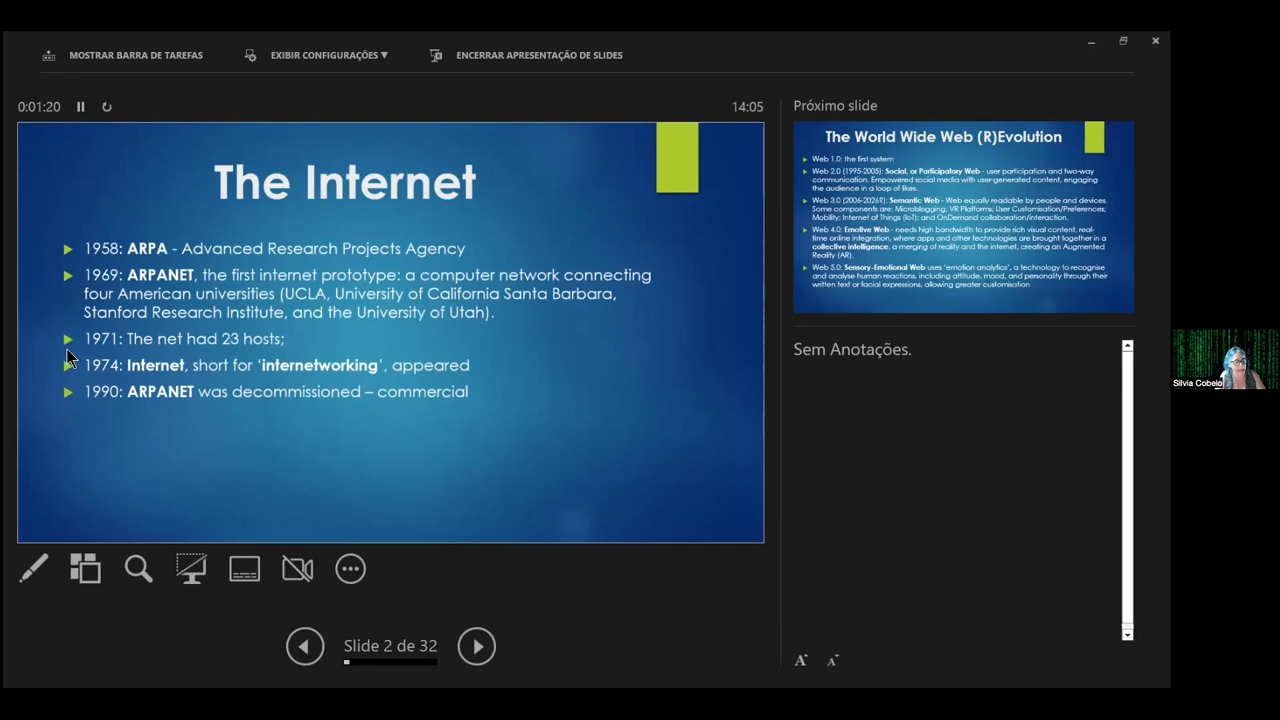 MOSTRAR BARRA DE TAREFAS
EXIBIR CONFIGURAÇÕES ▼
ENCERRAR APRESENTAÇÃO DE SLIDES
0:01:20
14:05
The Internet
1958: ARPA - Advanced Research Projects Agency
1969: ARPANET, the first internet prototype: a computer network connecting
four American universities (UCLA, University of California Santa Barbara,
Stanford Research Institute, and the University of Utah).
1971: The net had 23 hosts;
1974: Internet, short for ‘internetworking’, appeared
1990: ARPANET was decommissioned – commercial
Slide 2 de 32
Próximo slide
The World Wide Web (R)Evolution
Web 1.0: the first system
Web 2.0 (1995-2005): Social, or Participatory Web - user participation and two-way
communication. Empowered social media with user-generated content, engaging
the audience in a loop of likes.
Web 3.0 (2006-2026?): Semantic Web - Web equally readable by people and devices.
Some components are: Microblogging; VR Platforms; User Customisation/Preferences;
Mobility; Internet of Things (IoT); and OnDemand collaboration/interaction.
Web 4.0: Emotive Web - needs high bandwidth to provide rich visual content, real-
time online integration, where apps and other technologies are brought together in a
collective intelligence, a merging of reality and the internet, creating an Augmented
Reality (AR).
Web 5.0: Sensory-Emotional Web uses ‘emotion analytics’, a technology to recognise
and analyse human reactions, including attitude, mood, and personality through their
written text or facial expressions, allowing greater customisation
Sem Anotações.
A A
Silvia Cobelo